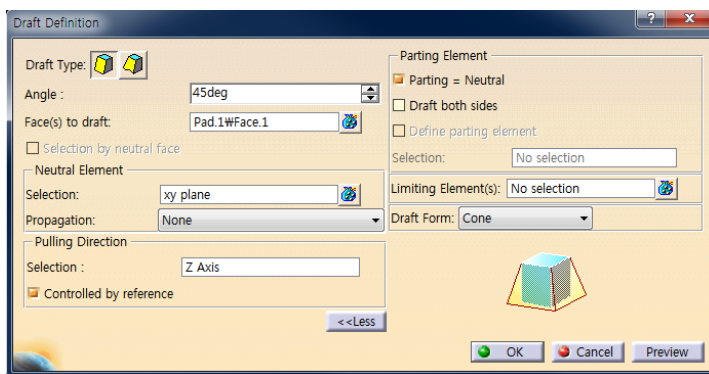 Draft Definition
Draft Type:
Angle :
45deg
Face(s) to draft:
Pad.1₩Face.1
Selection by neutral face
Neutral Element
Selection:
xy plane
Propagation:
None
Pulling Direction
Selection :
Z Axis
Controlled by reference
<<Less
Parting Element
Parting = Neutral
Draft both sides
Define parting element
Selection:
No selection
Limiting Element(s):
No selection
Draft Form:
Cone
OK
Cancel
Preview